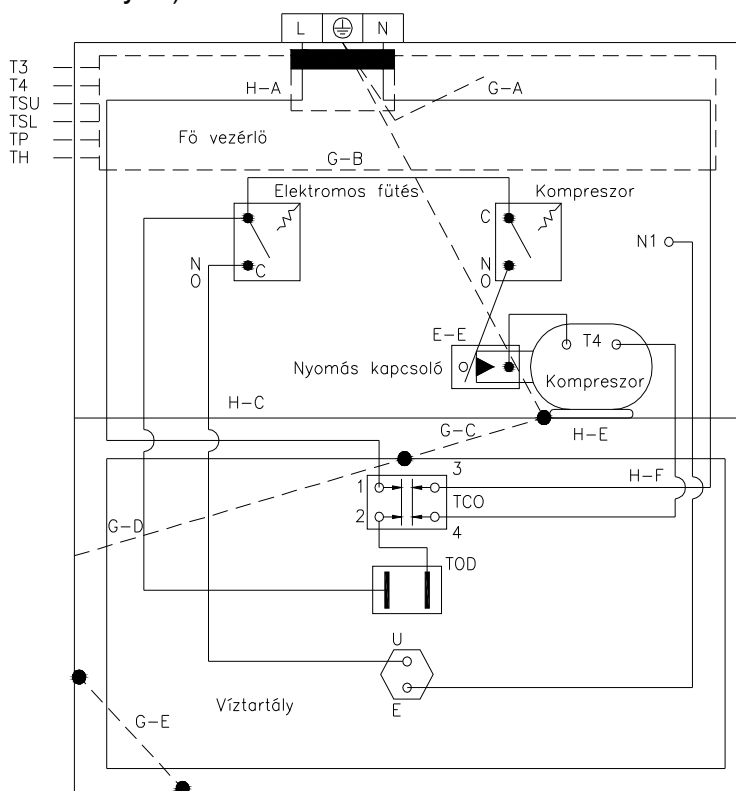 L N
T3
T4
TSU
TSL
TP
TH
H-A
G-A
Fö vezérlö
G-B
Elektromos fütés
Kompreszor
C
N1
N
O
C
N
O
E-E
T4
Nyomás kapcsoló
Kompreszor
H-C
G-C
H-E
3
H-F
1
TCO
2
4
G-D
TOD
U
E
Víztartály
G-E